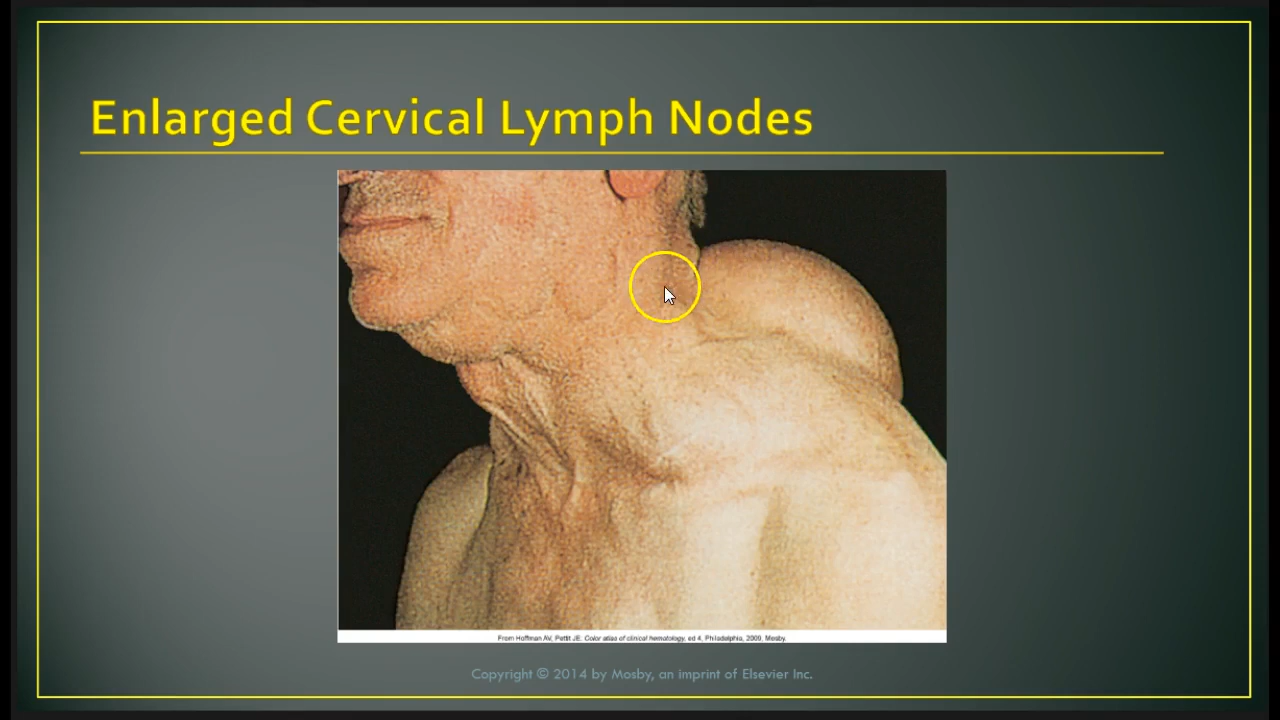 Enlarged Cervical Lymph Nodes
From Hoffman AV, Pettit JE: Color atlas of clinical hematology, ed 4, Philadelphia, 2009, Mosby.
Copyright © 2014 by Mosby, an imprint of Elsevier Inc.